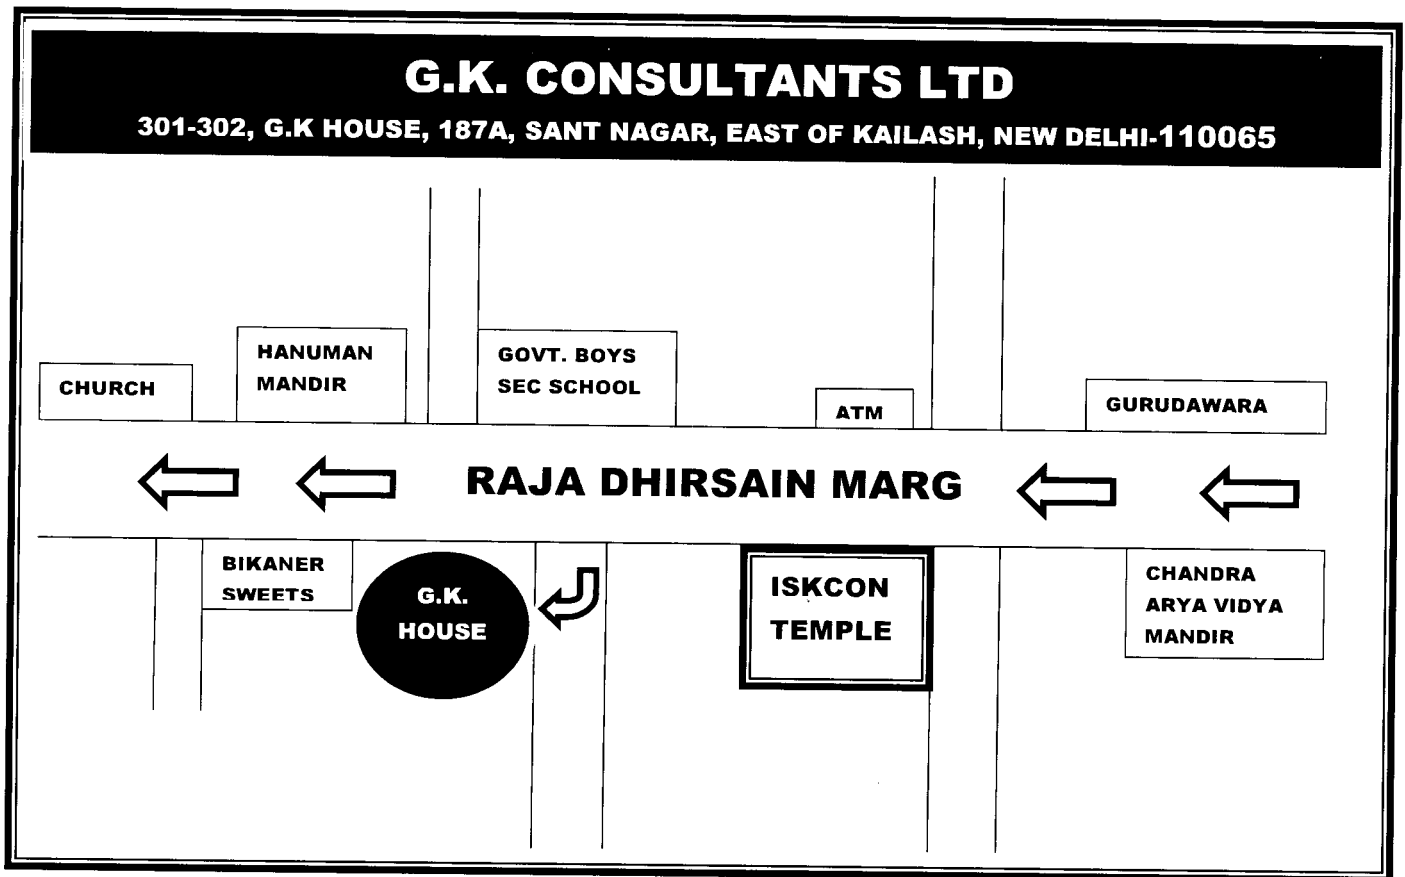 G.K. CONSULTANTS LTD
301-302, G.K HOUSE, 187A, SANT NAGAR, EAST OF KAILASH, NEW DELHI-110065
CHURCH
HANUMAN
MANDIR
GOVT. BOYS
SEC SCHOOL
ATM
GURUDAWARA
RAJA DHIRSAIN MARG
BIKANER
SWEETS
G.K.
HOUSE
ISKCON
TEMPLE
CHANDRA
ARYA VIDYA
MANDIR